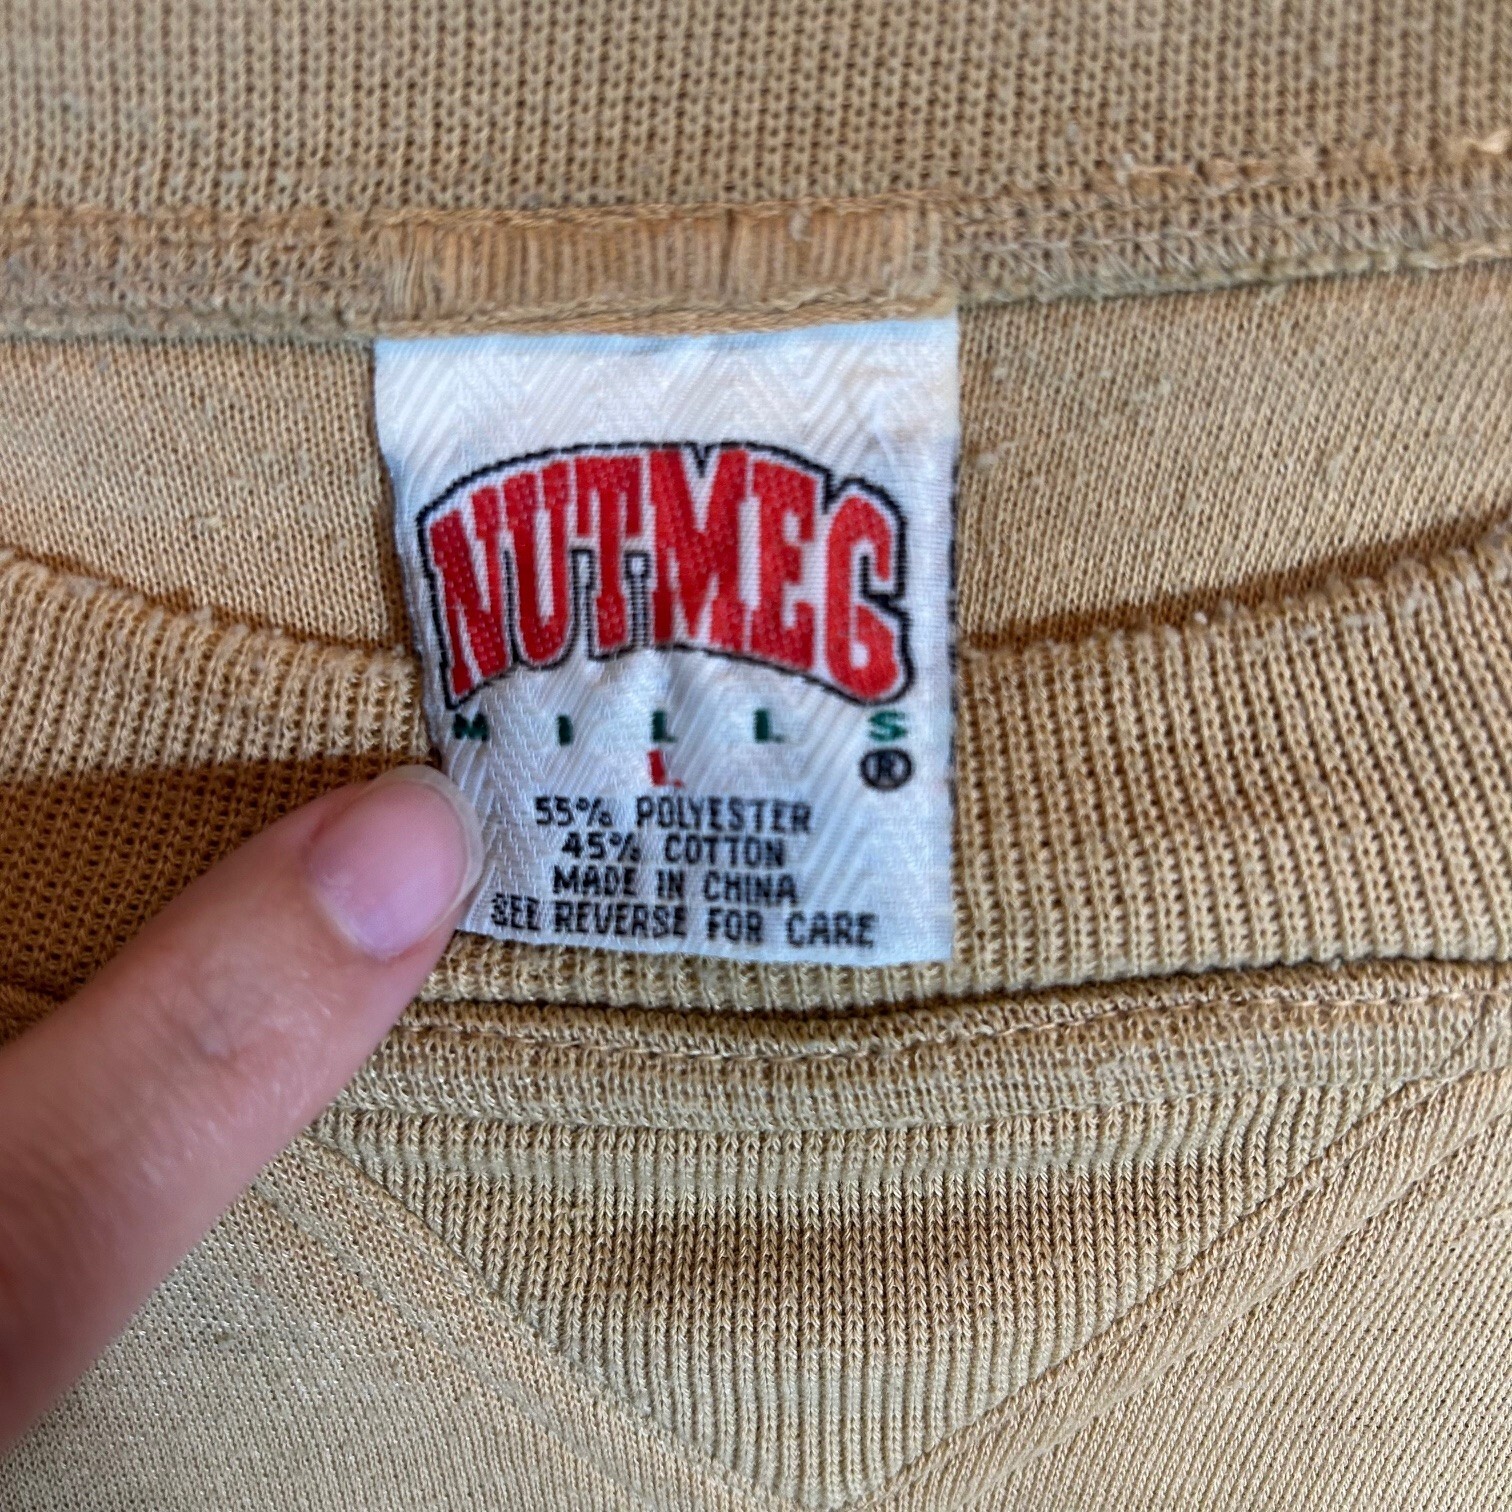 NUTMEG
MILLS
L ®
55% POLYESTER
45% COTTON
MADE IN CHINA
SEE REVERSE FOR CARE